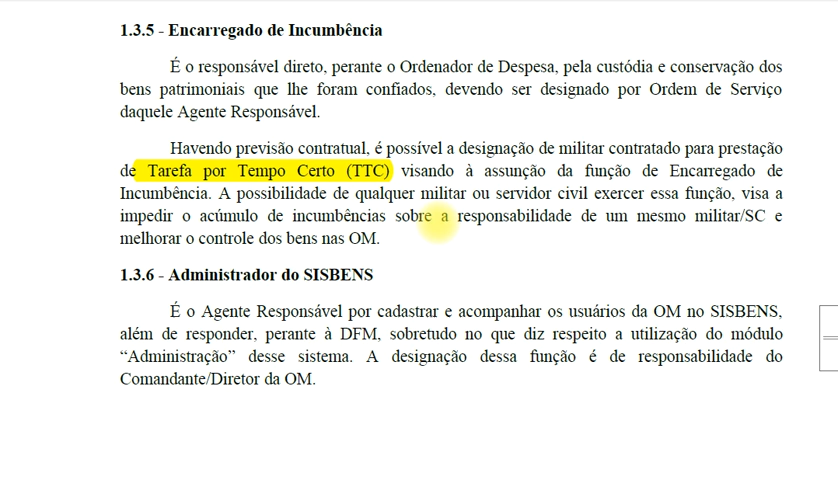 1.3.5 - Encarregado de Incumbência
É o responsável direto, perante o Ordenador de Despesa, pela custódia e conservação dos
bens patrimoniais que lhe foram confiados, devendo ser designado por Ordem de Serviço
daquele Agente Responsável.
Havendo previsão contratual, é possível a designação de militar contratado para prestação
de Tarefa por Tempo Certo (TTC) visando à assunção da função de Encarregado de
Incumbência. A possibilidade de qualquer militar ou servidor civil exercer essa função, visa a
impedir o acúmulo de incumbências sobre a responsabilidade de um mesmo militar/SC e
melhorar o controle dos bens nas OM.
1.3.6 - Administrador do SISBENS
É o Agente Responsável por cadastrar e acompanhar os usuários da OM no SISBENS,
além de responder, perante à DFM, sobretudo no que diz respeito a utilização do módulo
“Administração” desse sistema. A designação dessa função é de responsabilidade do
Comandante/Diretor da OM.